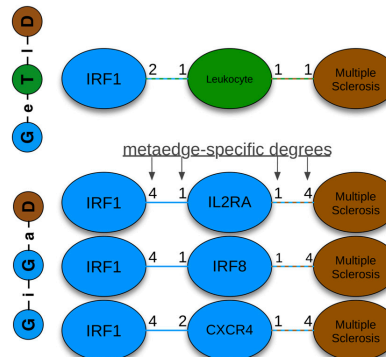 G e T l D
IRF1 2 1 Leukocyte 1 1 Multiple
Sclerosis
metaedge-specific degrees
G i G a D
IRF1 4 1 IL2RA 1 4 Multiple
Sclerosis
IRF1 4 1 IRF8 1 4 Multiple
Sclerosis
IRF1 4 2 CXCR4 1 4 Multiple
Sclerosis